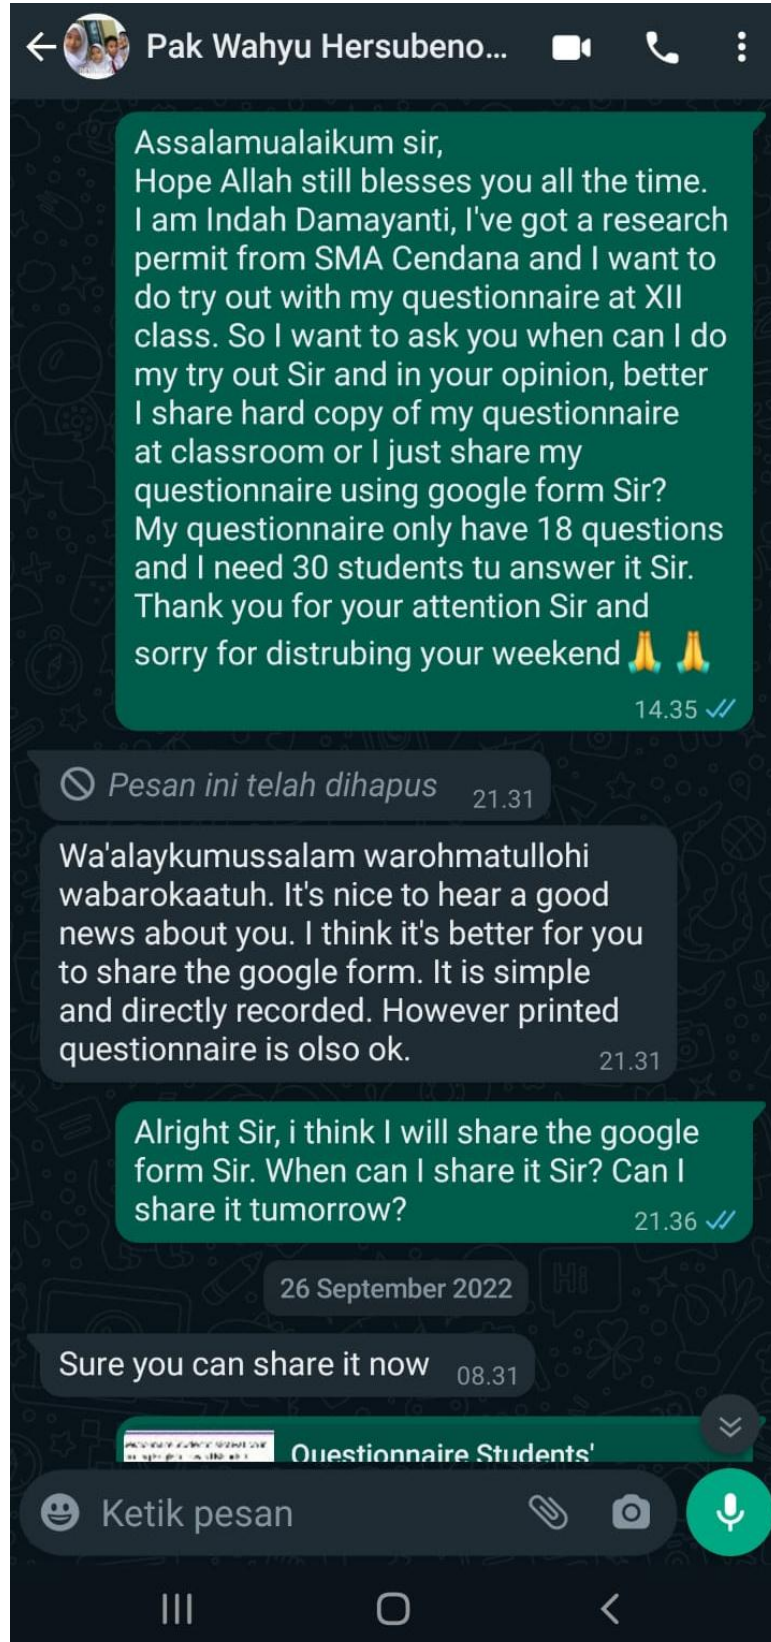 Pak Wahyu Hersubeno...
Assalamualaikum sir,
Hope Allah still blesses you all the time.
I am Indah Damayanti, I've got a research
permit from SMA Cendana and I want to
do try out with my questionnaire at XII
class. So I want to ask you when can I do
my try out Sir and in your opinion, better
I share hard copy of my questionnaire
at classroom or I just share my
questionnaire using google form Sir?
My questionnaire only have 18 questions
and I need 30 students tu answer it Sir.
Thank you for your attention Sir and
sorry for distrubing your weekend 🙏 🙏
14.35
Pesan ini telah dihapus 21.31
Wa'alaykumussalam warohmatullohi
wabarokaatuh. It's nice to hear a good
news about you. I think it's better for you
to share the google form. It is simple
and directly recorded. However printed
questionnaire is olso ok.
21.31
Alright Sir, i think I will share the google
form Sir. When can I share it Sir? Can I
share it tumorrow?
21.36
26 September 2022
Sure you can share it now 08.31
Questionnaire Students'
Ketik pesan